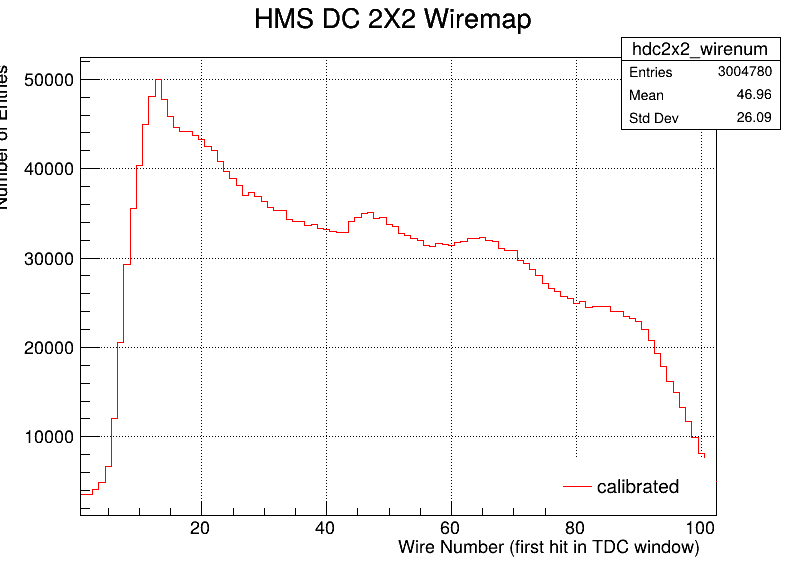 HMS DC 2X2 Wiremap
hdc2x2_wirenum
Entries 3004780
Mean 46.96
Std Dev 26.09
Number of Entries
50000
40000
30000
20000
10000
calibrated
20 40 60 80 100
Wire Number (first hit in TDC window)